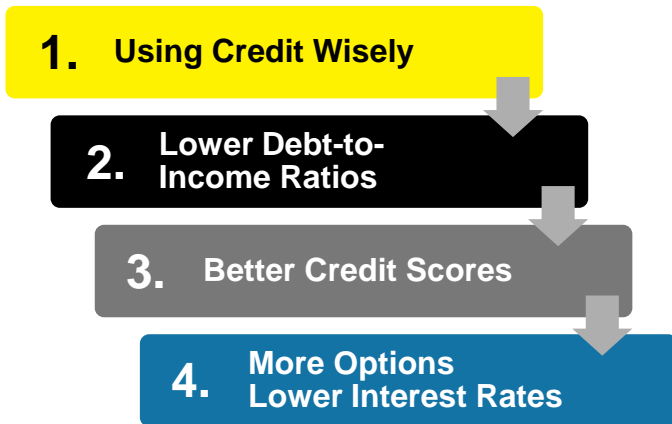 1. Using Credit Wisely
2. Lower Debt-to-
Income Ratios
3. Better Credit Scores
4. More Options
Lower Interest Rates